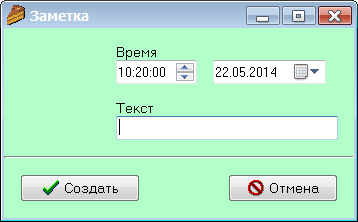 Заметка
Время
10:20:00 22.05.2014
Текст
Создать Отмена